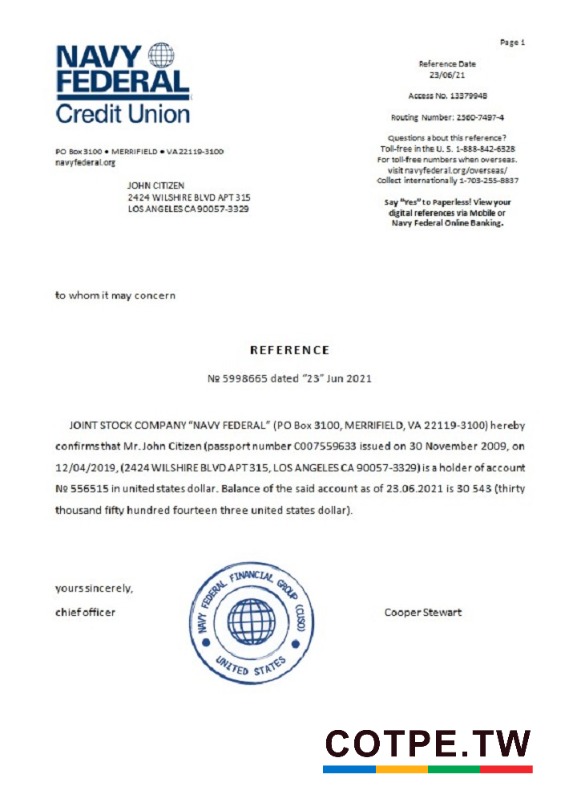 Page 1
NAVY
FEDERAL
Credit Union
Reference Date
23/06/21
Access No. 13379948
Routing Number: 2560-7497-4
Questions about this reference?
Toll-free in the U. S. 1-888-842-6328
For toll-free numbers when overseas.
visit navyfederal.org/overseas/
Collect internationally 1-703-255-8837
Say "Yes" to Paperless! View your
digital references via Mobile or
Navy Federal Online Banking.
PO Box 3100 • MERRIFIELD • VA 22119-3100
navyfederal.org
JOHN CITIZEN
2424 WILSHIRE BLVD APT 315
LOS ANGELES CA 90057-3329
to whom it may concern
REFERENCE
№ 5998665 dated "23" Jun 2021
JOINT STOCK COMPANY "NAVY FEDERAL" (PO Box 3100, MERRIFIELD, VA 22119-3100) hereby
confirms that Mr. John Citizen (passport number C007559633 issued on 30 November 2009, on
12/04/2019, (2424 WILSHIRE BLVD APT 315, LOS ANGELES CA 90057-3329) is a holder of account
№ 556515 in united states dollar. Balance of the said account as of 23.06.2021 is 30 543 (thirty
thousand fifty hundred fourteen three united states dollar).
yours sincerely,
chief officer
NAVY FEDERAL FINANCIAL GROUP (CUSO)
UNITED STATES
Cooper Stewart
COTPE.TW